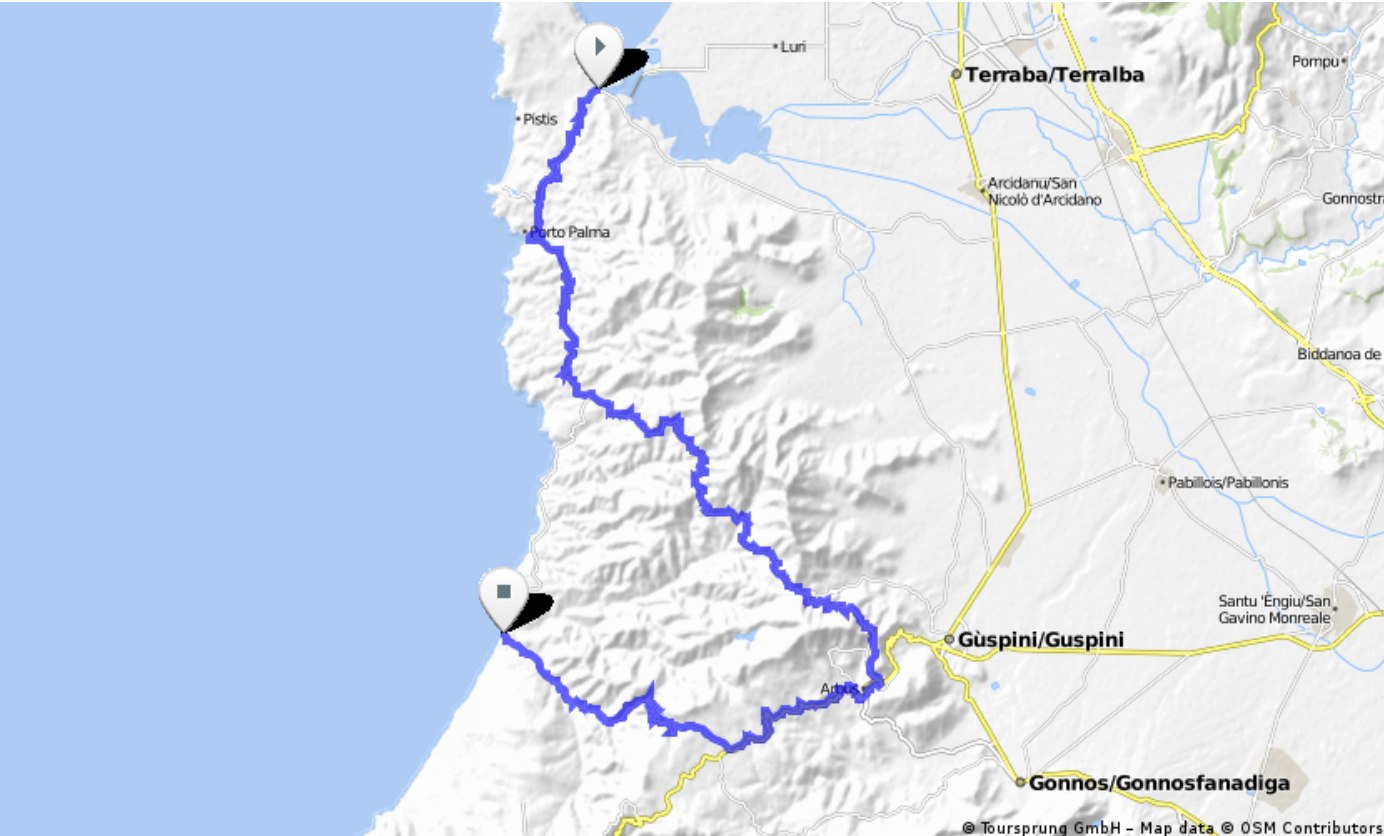 Luri
Terraba/Terralba
Pompu
Pistis
Arcidanu/San
Nicolò d'Arcidano
Gonnostr
Porto Palma
Biddanoa de
Pabillois/Pabillonis
Santu 'Engiu/San
Gavino Monreale
Gùspini/Guspini
Arbus
Gonnos/Gonnosfanadiga
© Toursprung GmbH – Map data © OSM Contributors